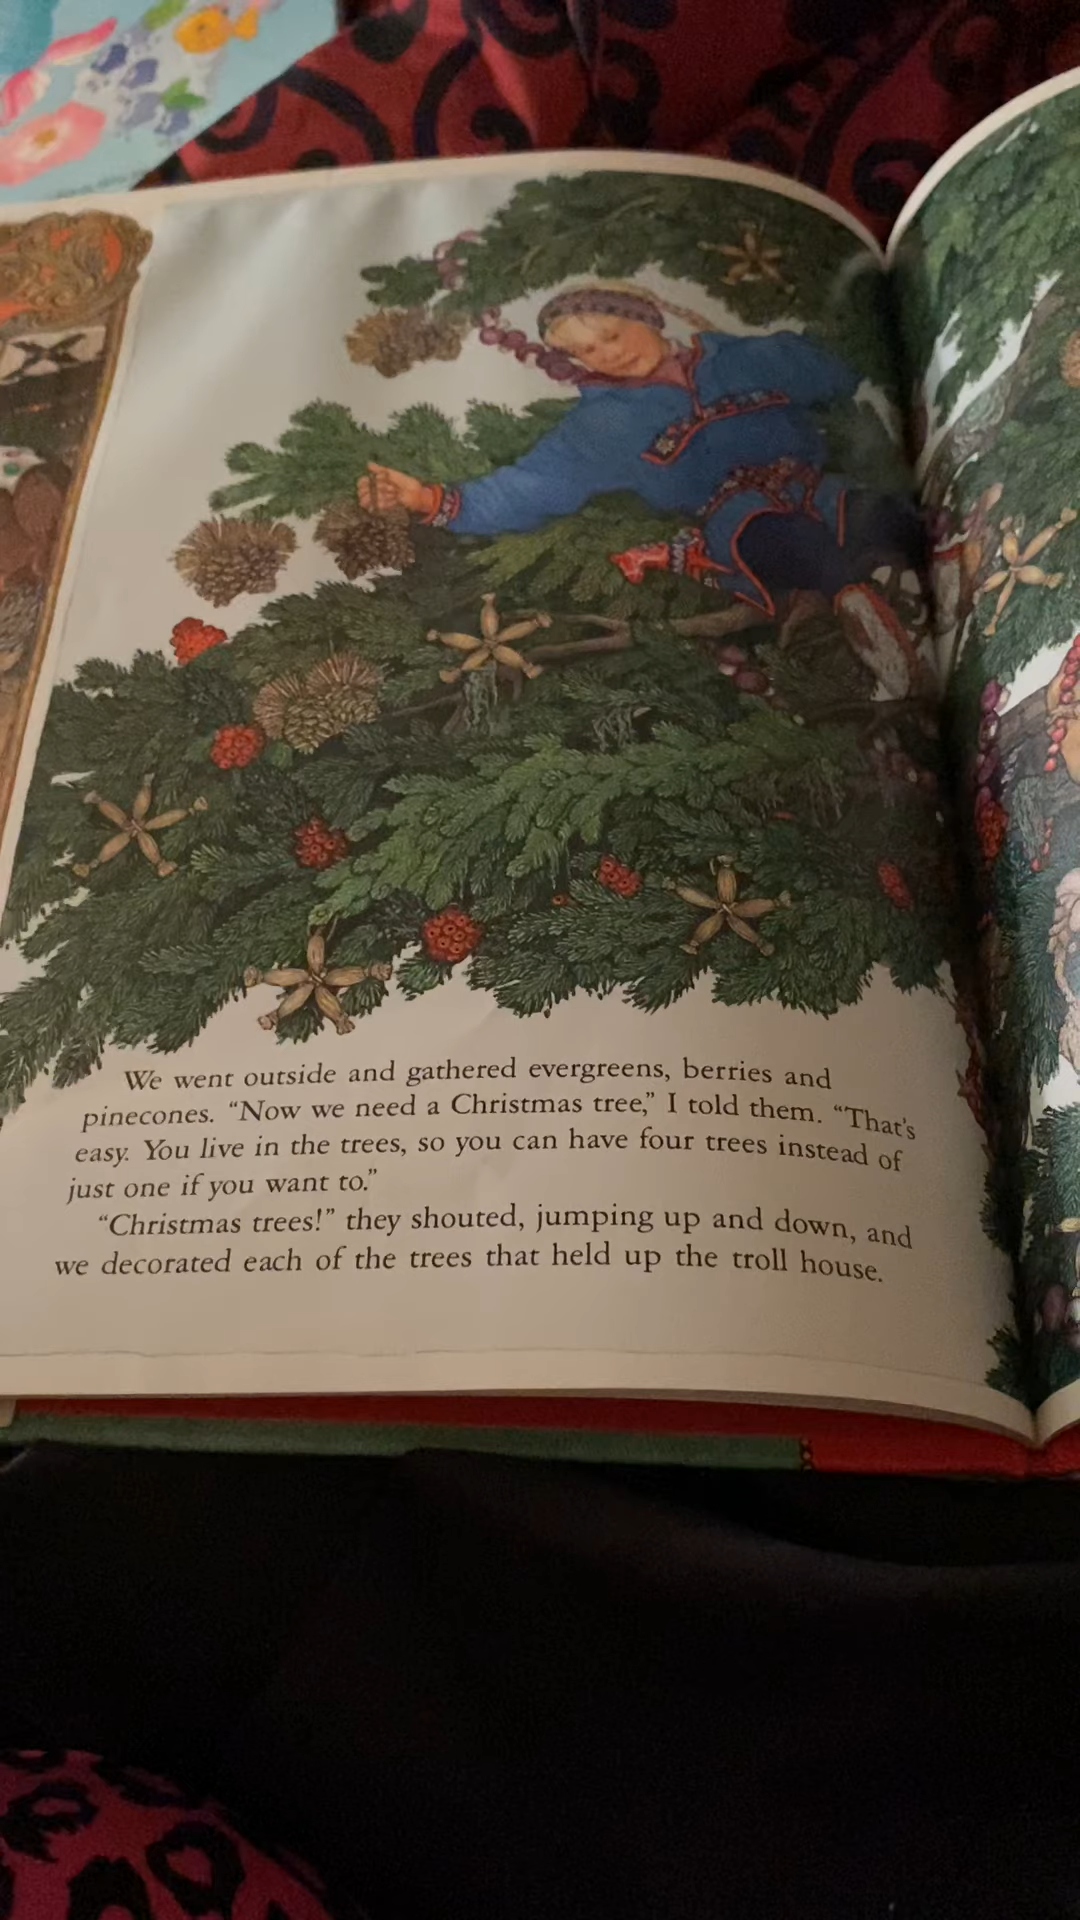 We went outside and gathered evergreens, berries and
pinecones. “Now we need a Christmas tree,” I told them. “That’s
easy. You live in the trees, so you can have four trees instead of
just one if you want to.”
“Christmas trees!” they shouted, jumping up and down, and
we decorated each of the trees that held up the troll house.